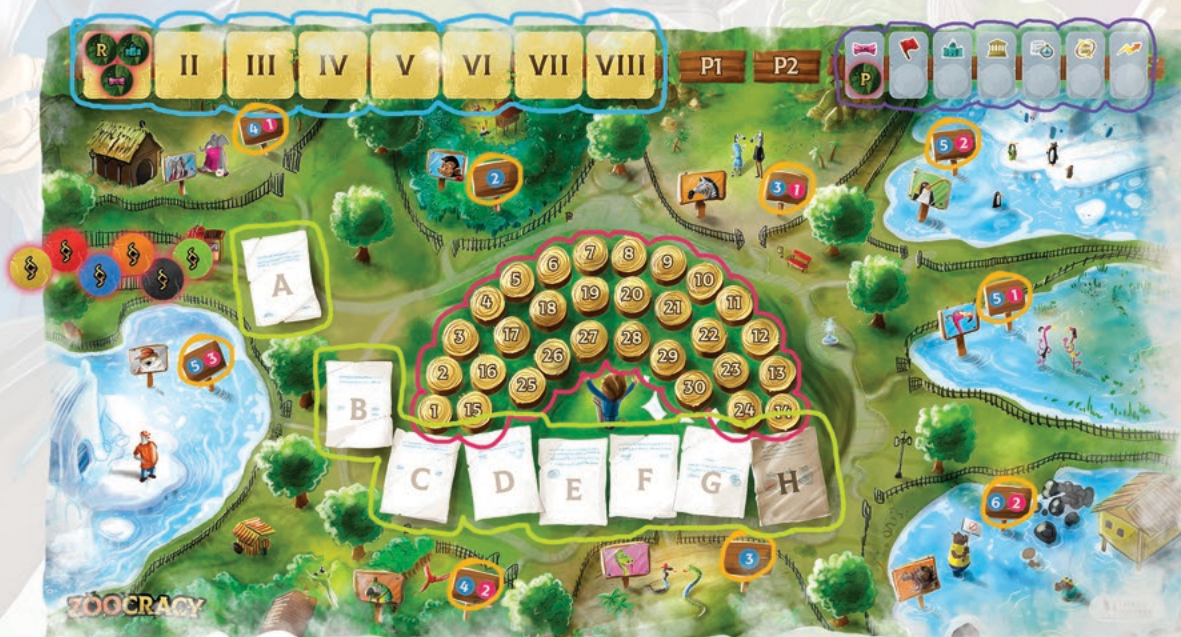 R
II III IV V VI VII VIII
P1 P2
P
4 1
2
3 1
5 2
A
7 8
6 9
5 10
4 18 19 20 21 11
3 17 27 28 22 12
2 16 26 29 23 13
1 15 25 30 24 14
5 1
5 3
B
C D E F G H
6 2
4 2
3
ZOOCRACY